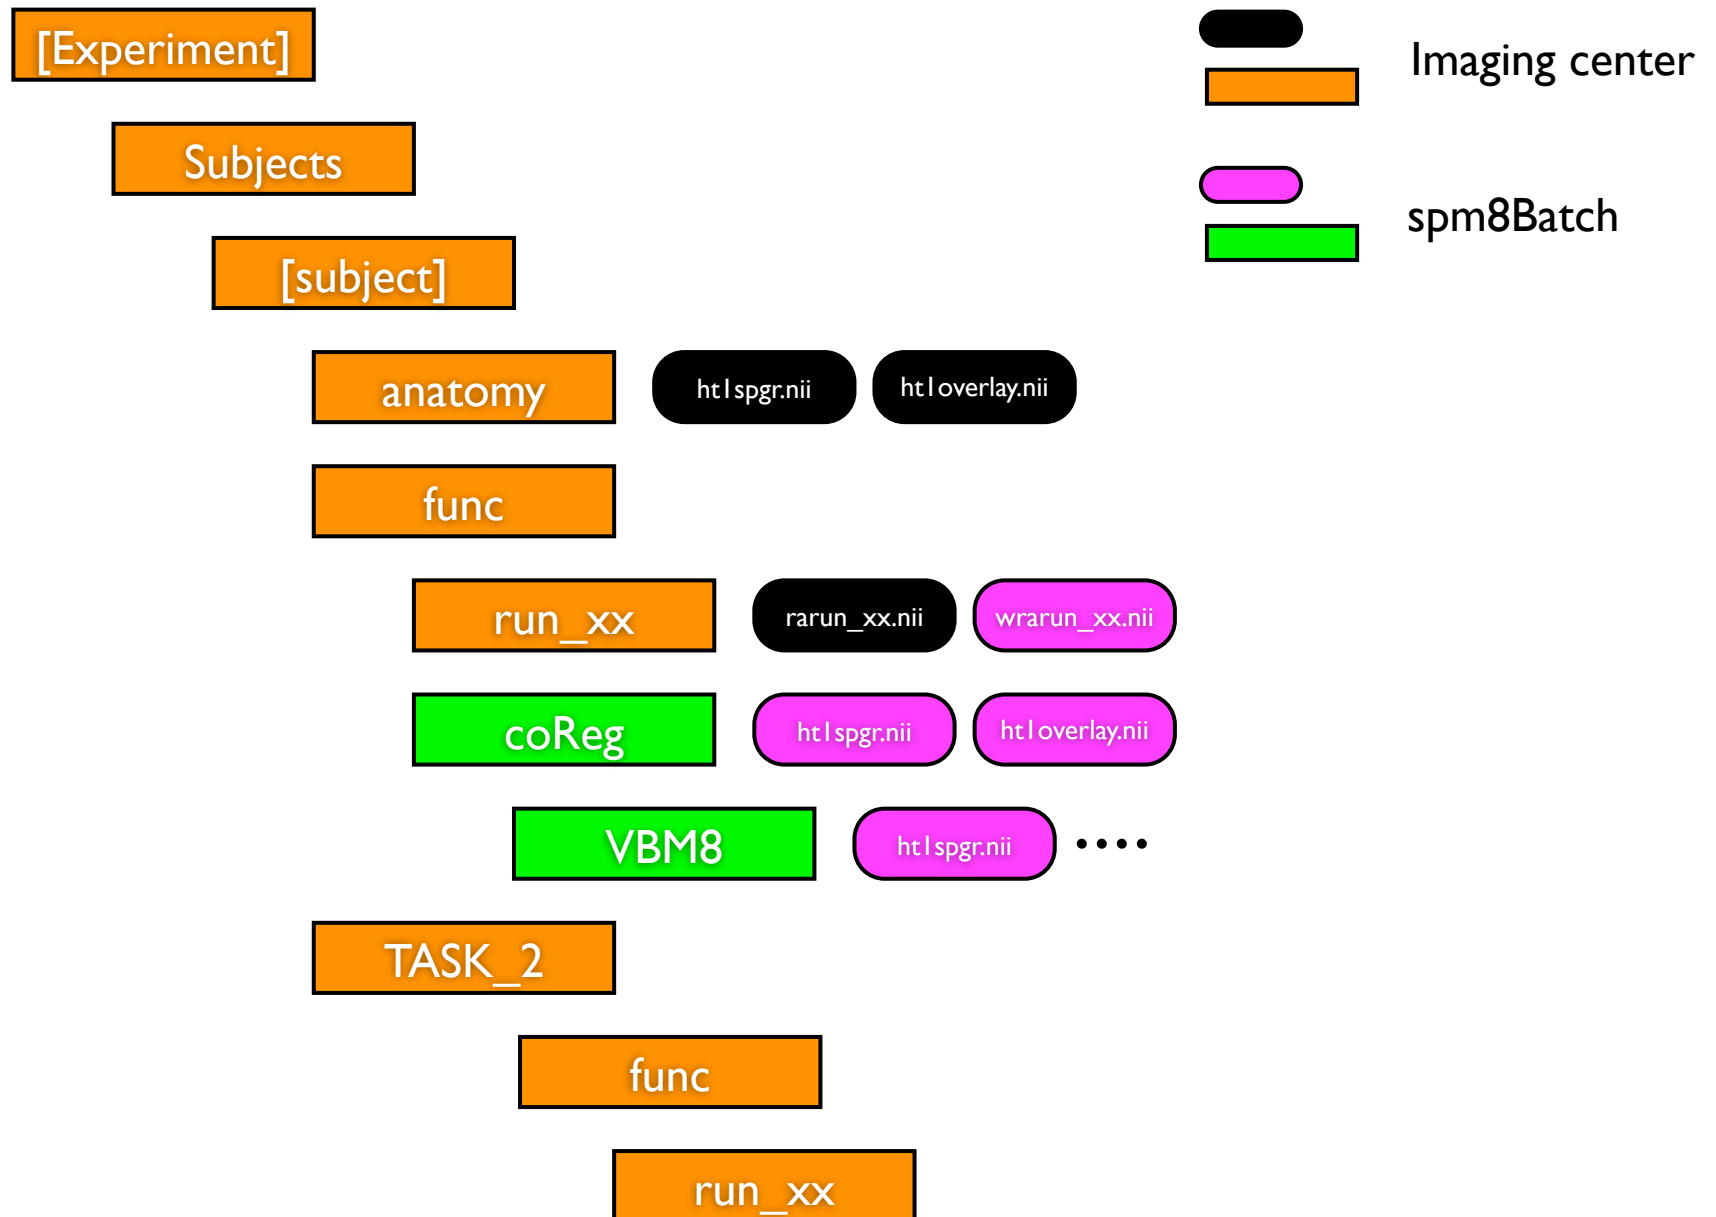 [Experiment]
Imaging center
Subjects
spm8Batch
[subject]
anatomy ht1spgr.nii ht1overlay.nii
func
run_xx rarun_xx.nii wrarun_xx.nii
coReg ht1spgr.nii ht1overlay.nii
VBM8 ht1spgr.nii ....
TASK_2
func
run_xx